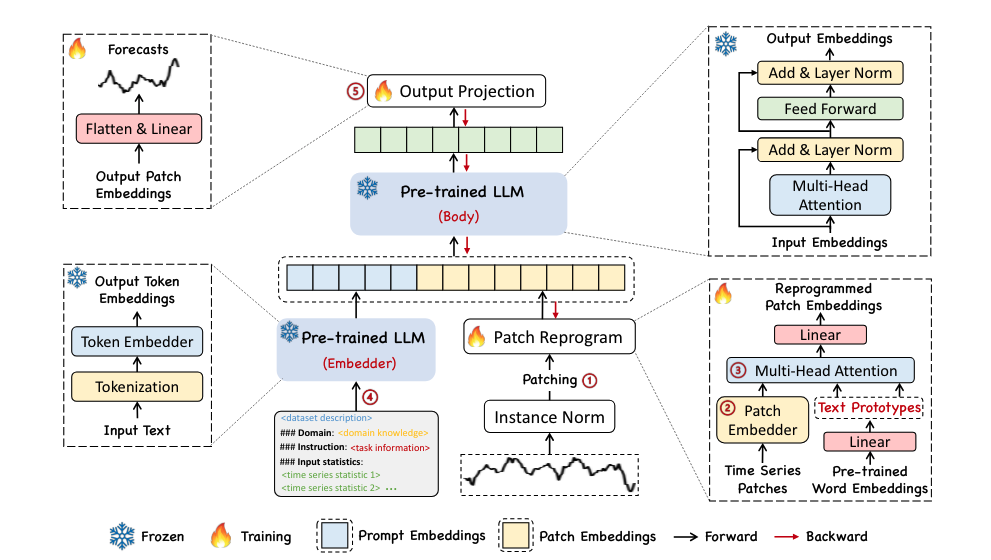 Forecasts
Flatten & Linear
Output Patch
Embeddings
⑤ Output Projection
Pre-trained LLM
(Body)
Output Embeddings
Add & Layer Norm
Feed Forward
Add & Layer Norm
Multi-Head
Attention
Input Embeddings
Output Token
Embeddings
Token Embedder
Tokenization
Input Text
Pre-trained LLM
(Embedder)
④
<dataset description>
### Domain: <domain knowledge>
### Instruction: <task information>
### Input statistics:
<time series statistic 1>
<time series statistic 2> ...
Patch Reprogram
Patching ①
Instance Norm
Reprogrammed
Patch Embeddings
Linear
③ Multi-Head Attention
② Patch
Embedder
Text Prototypes
Linear
Time Series
Patches
Pre-trained
Word Embeddings
Frozen
Training
Prompt Embeddings
Patch Embeddings
Forward
Backward